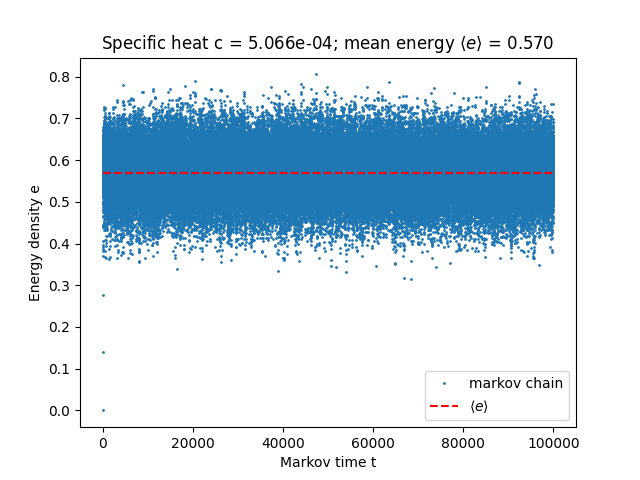 Specific heat c = 5.066e-04; mean energy ⟨e⟩ = 0.570
Energy density e
0.8
0.7
0.6
0.5
0.4
0.3
0.2
0.1
0.0
markov chain
⟨e⟩
0 20000 40000 60000 80000 100000
Markov time t